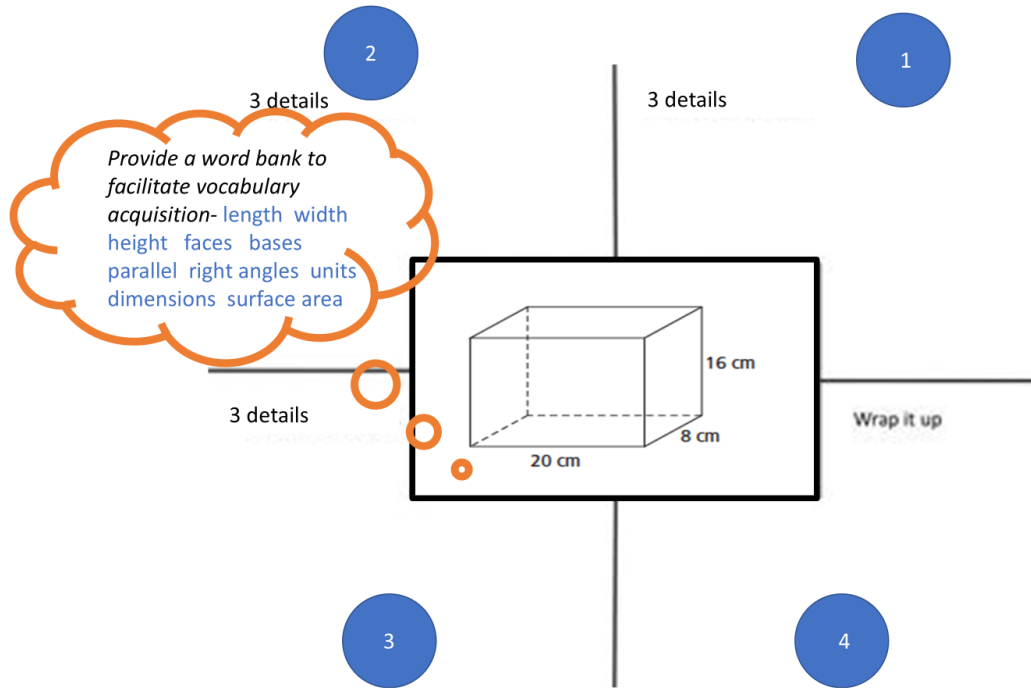 2
1
3 details
3 details
Provide a word bank to
facilitate vocabulary
acquisition- length  width
height  faces  bases
parallel  right angles  units
dimensions  surface area
16 cm
8 cm
20 cm
3 details
Wrap it up
3
4